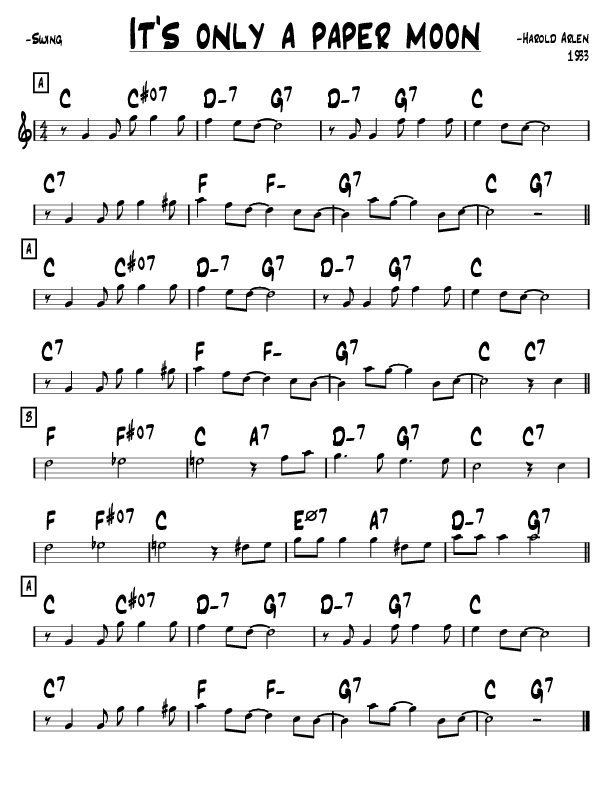 -Swing It's only a paper moon -Harold Arlen
1933
A
C C#o7 D-7 G7 D-7 G7 C
4/4
C7 F F- G7 C G7
A
C C#o7 D-7 G7 D-7 G7 C
C7 F F- G7 C C7
B
F F#o7 C A7 D-7 G7 C C7
F F#o7 C Eø7 A7 D-7 G7
A
C C#o7 D-7 G7 D-7 G7 C
C7 F F- G7 C G7